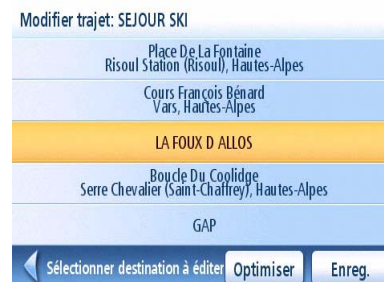 Modifier trajet: SEJOUR SKI
Place De La Fontaine
Risoul Station (Risoul), Hautes-Alpes
Cours François Bénard
Vars, Hautes-Alpes
LA FOUX D ALLOS
Boucle Du Coolidge
Serre Chevalier (Saint-Chaffrey), Hautes-Alpes
GAP
Sélectionner destination à éditer
Optimiser
Enreg.